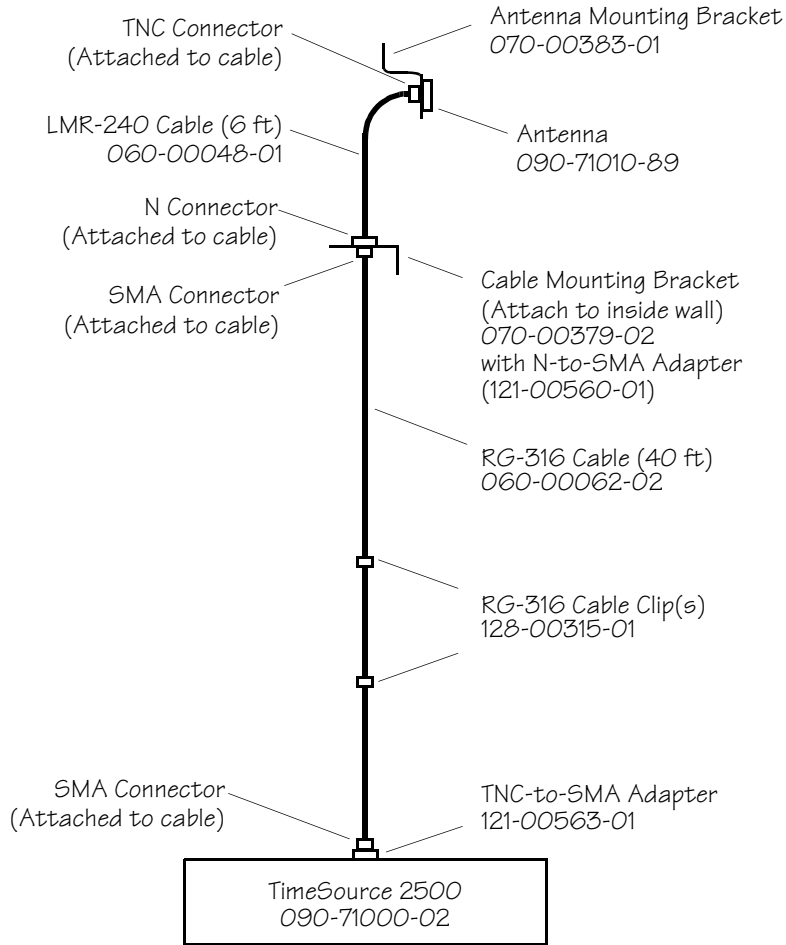 TNC Connector
(Attached to cable)
Antenna Mounting Bracket
070-00383-01
LMR-240 Cable (6 ft)
060-00048-01
Antenna
090-71010-89
N Connector
(Attached to cable)
SMA Connector
(Attached to cable)
Cable Mounting Bracket
(Attach to inside wall)
070-00379-02
with N-to-SMA Adapter
(121-00560-01)
RG-316 Cable (40 ft)
060-00062-02
RG-316 Cable Clip(s)
128-00315-01
SMA Connector
(Attached to cable)
TNC-to-SMA Adapter
121-00563-01
TimeSource 2500
090-71000-02